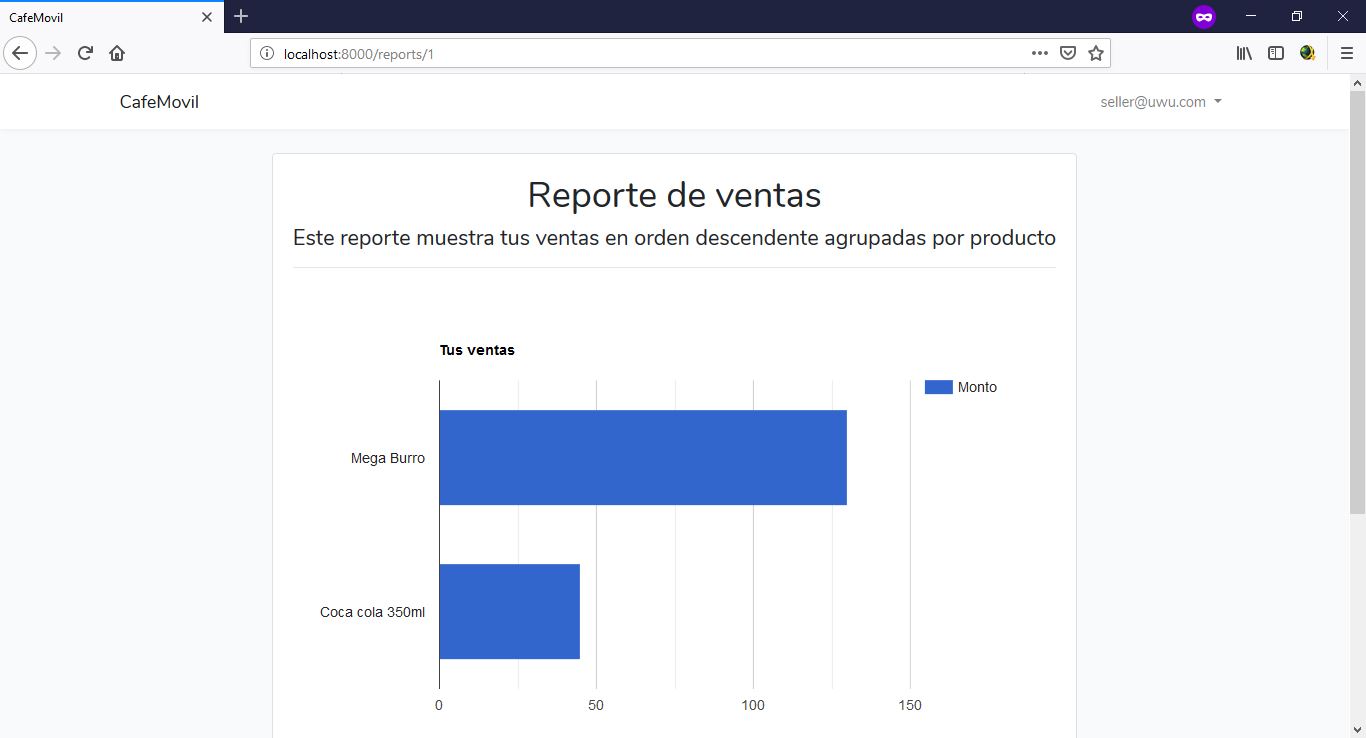 CafeMovil
localhost:8000/reports/1
CafeMovil
seller@uwu.com
Reporte de ventas
Este reporte muestra tus ventas en orden descendente agrupadas por producto
Tus ventas
Monto
Mega Burro
Coca cola 350ml
0 50 100 150